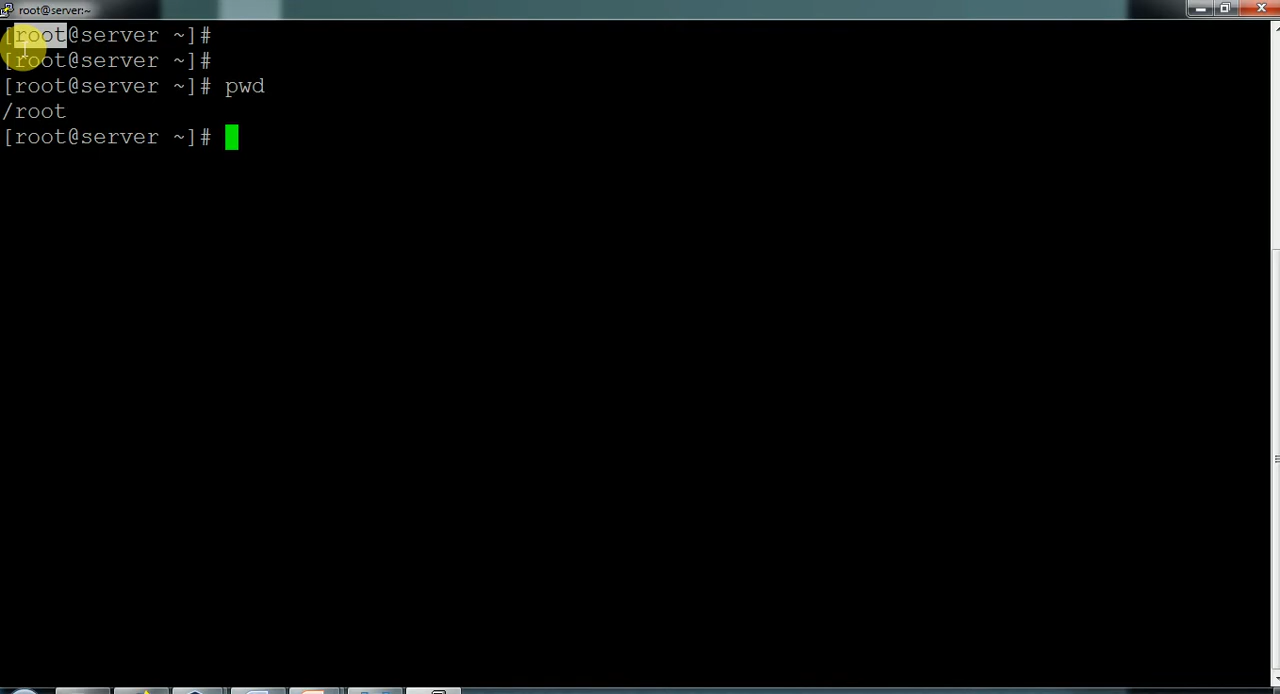 root@server:~
[root@server ~]#
[root@server ~]#
[root@server ~]# pwd
/root
[root@server ~]#